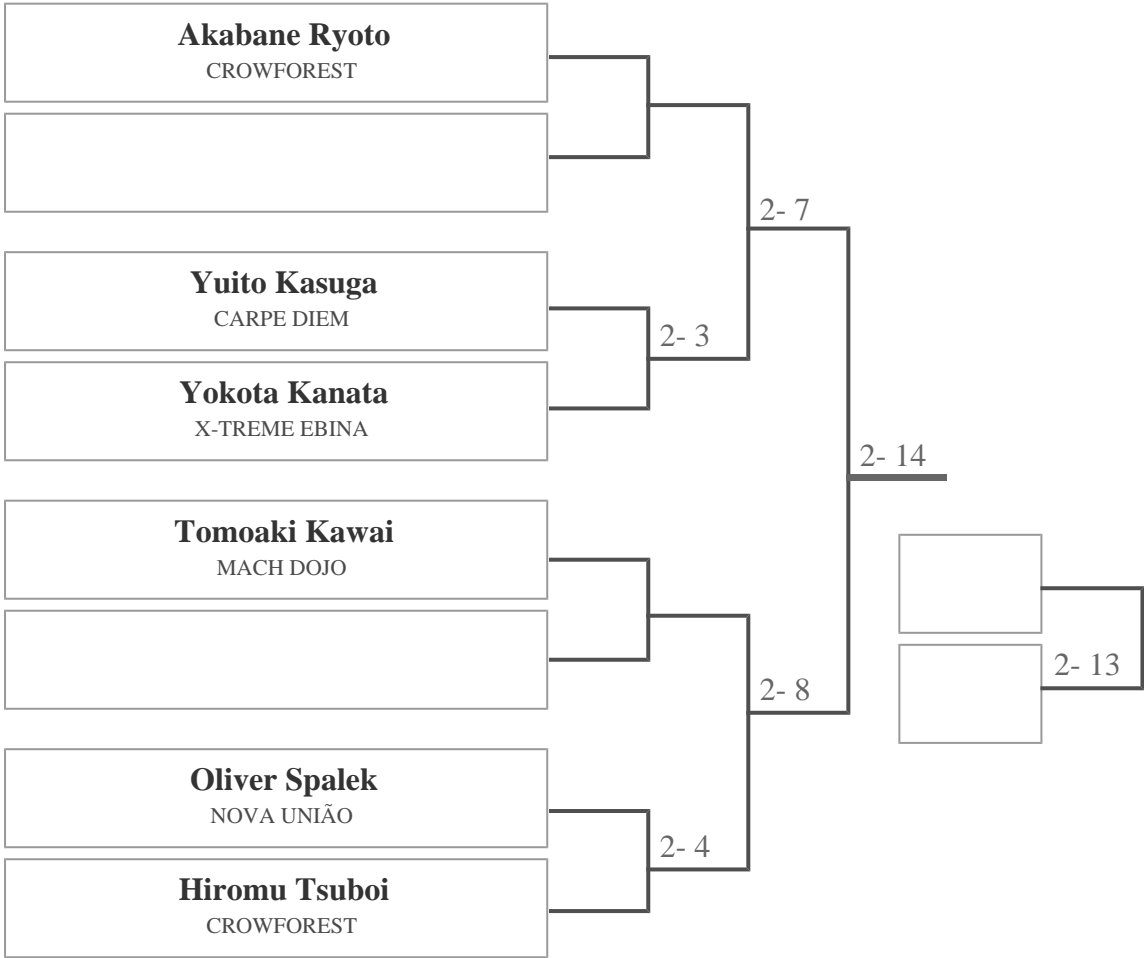 Akabane Ryoto
CROWFOREST
2- 7
Yuito Kasuga
CARPE DIEM
2- 3
Yokota Kanata
X-TREME EBINA
2- 14
Tomoaki Kawai
MACH DOJO
2- 13
2- 8
Oliver Spalek
NOVA UNIÃO
2- 4
Hiromu Tsuboi
CROWFOREST